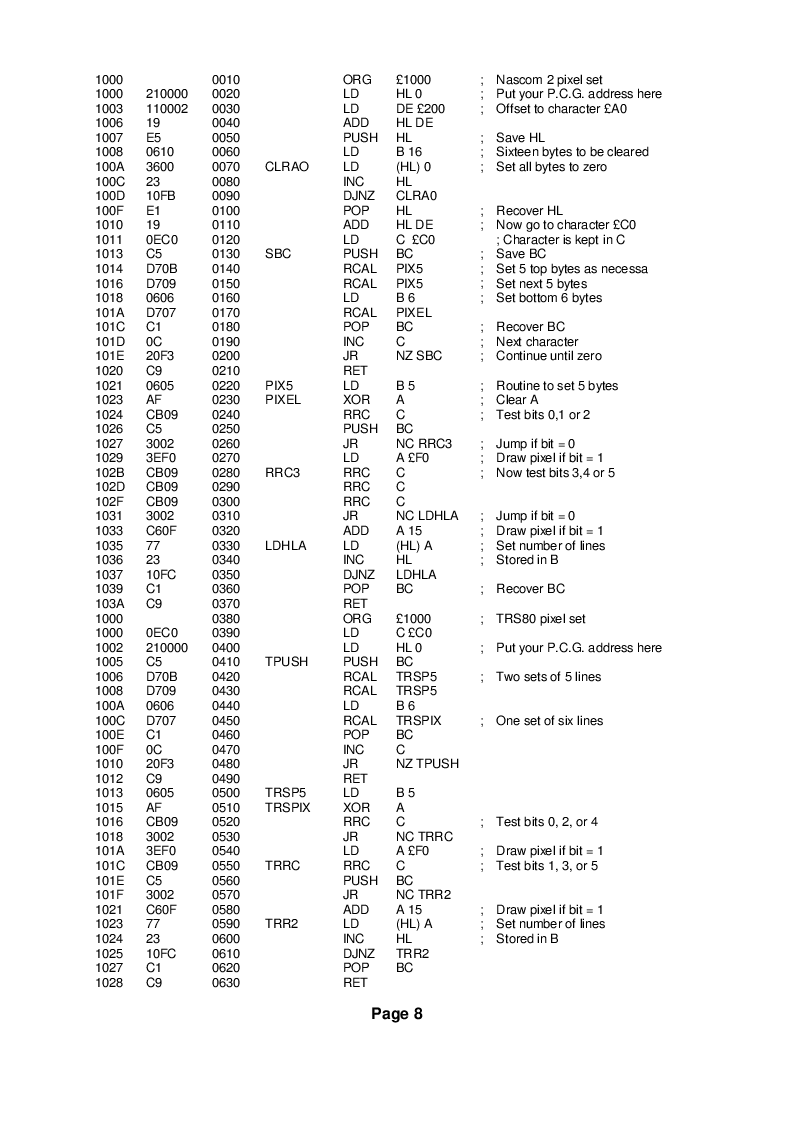 1000 0010 ORG £1000 ; Nascom 2 pixel set
1000 210000 0020 LD HL 0 ; Put your P.C.G. address here
1003 110002 0030 LD DE £200 ; Offset to character £A0
1006 19 0040 ADD HL DE
1007 E5 0050 PUSH HL ; Save HL
1008 0610 0060 LD B 16 ; Sixteen bytes to be cleared
100A 3600 0070 CLRAO LD (HL) 0 ; Set all bytes to zero
100C 23 0080 INC HL
100D 10FB 0090 DJNZ CLRA0
100F E1 0100 POP HL ; Recover HL
1010 19 0110 ADD HL DE ; Now go to character £C0
1011 0EC0 0120 LD C £C0 ; Character is kept in C
1013 C5 0130 SBC PUSH BC ; Save BC
1014 D70B 0140 RCAL PIX5 ; Set 5 top bytes as necessa
1016 D709 0150 RCAL PIX5 ; Set next 5 bytes
1018 0606 0160 LD B 6 ; Set bottom 6 bytes
101A D707 0170 RCAL PIXEL
101C C1 0180 POP BC ; Recover BC
101D 0C 0190 INC C ; Next character
101E 20F3 0200 JR NZ SBC ; Continue until zero
1020 C9 0210 RET
1021 0605 0220 PIX5 LD B 5 ; Routine to set 5 bytes
1023 AF 0230 PIXEL XOR A ; Clear A
1024 CB09 0240 RRC C ; Test bits 0,1 or 2
1026 C5 0250 PUSH BC
1027 3002 0260 JR NC RRC3 ; Jump if bit = 0
1029 3EF0 0270 LD A £F0 ; Draw pixel if bit = 1
102B CB09 0280 RRC3 RRC C ; Now test bits 3,4 or 5
102D CB09 0290 RRC C
102F CB09 0300 RRC C
1031 3002 0310 JR NC LDHLA ; Jump if bit = 0
1033 C60F 0320 ADD A 15 ; Draw pixel if bit = 1
1035 77 0330 LDHLA LD (HL) A ; Set number of lines
1036 23 0340 INC HL ; Stored in B
1037 10FC 0350 DJNZ LDHLA
1039 C1 0360 POP BC ; Recover BC
103A C9 0370 RET
1000 0380 ORG £1000 ; TRS80 pixel set
1000 0EC0 0390 LD C £C0
1002 210000 0400 LD HL 0 ; Put your P.C.G. address here
1005 C5 0410 TPUSH PUSH BC
1006 D70B 0420 RCAL TRSP5 ; Two sets of 5 lines
1008 D709 0430 RCAL TRSP5
100A 0606 0440 LD B 6
100C D707 0450 RCAL TRSPIX ; One set of six lines
100E C1 0460 POP BC
100F 0C 0470 INC C
1010 20F3 0480 JR NZ TPUSH
1012 C9 0490 RET
1013 0605 0500 TRSP5 LD B 5
1015 AF 0510 TRSPIX XOR A
1016 CB09 0520 RRC C ; Test bits 0, 2, or 4
1018 3002 0530 JR NC TRRC
101A 3EF0 0540 LD A £F0 ; Draw pixel if bit = 1
101C CB09 0550 TRRC RRC C ; Test bits 1, 3, or 5
101E C5 0560 PUSH BC
101F 3002 0570 JR NC TRR2
1021 C60F 0580 ADD A 15 ; Draw pixel if bit = 1
1023 77 0590 TRR2 LD (HL) A ; Set number of lines
1024 23 0600 INC HL ; Stored in B
1025 10FC 0610 DJNZ TRR2
1027 C1 0620 POP BC
1028 C9 0630 RET
Page 8